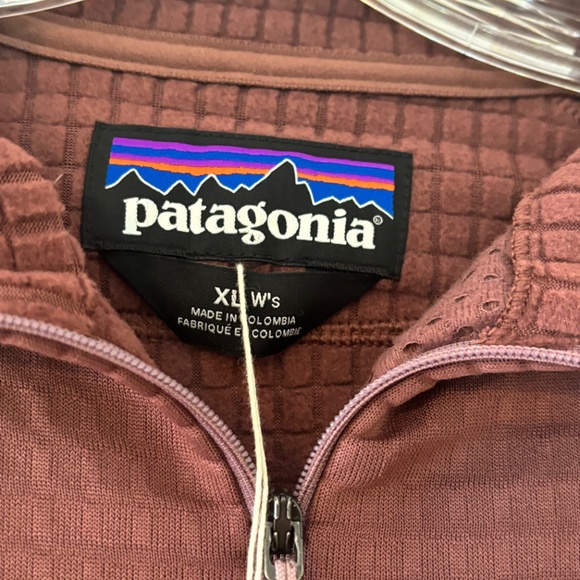 patagonia®
XL W's
MADE IN COLOMBIA
FABRIQUÉ EN COLOMBIE